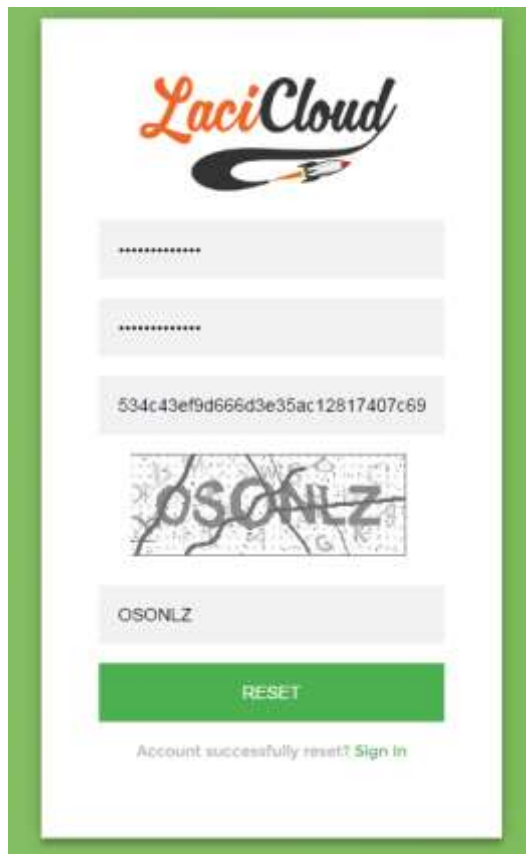 LaciCloud
•••••••••••••
•••••••••••••
534c43ef9d666d3e35ac12817407c69
OSONLZ
OSONLZ
RESET
Account successfully reset? Sign In